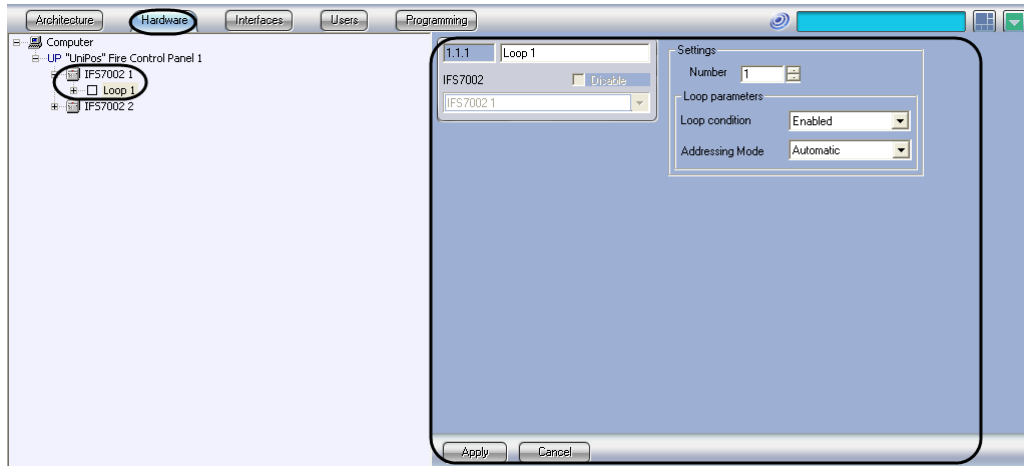 Architecture Hardware Interfaces Users Programming
Computer
UP "UniPos" Fire Control Panel 1
IFS7002 1
Loop 1
IFS7002 2
1.1.1 Loop 1
IFS7002 Disable
IFS7002 1
Settings
Number 1
Loop parameters
Loop condition Enabled
Addressing Mode Automatic
Apply Cancel